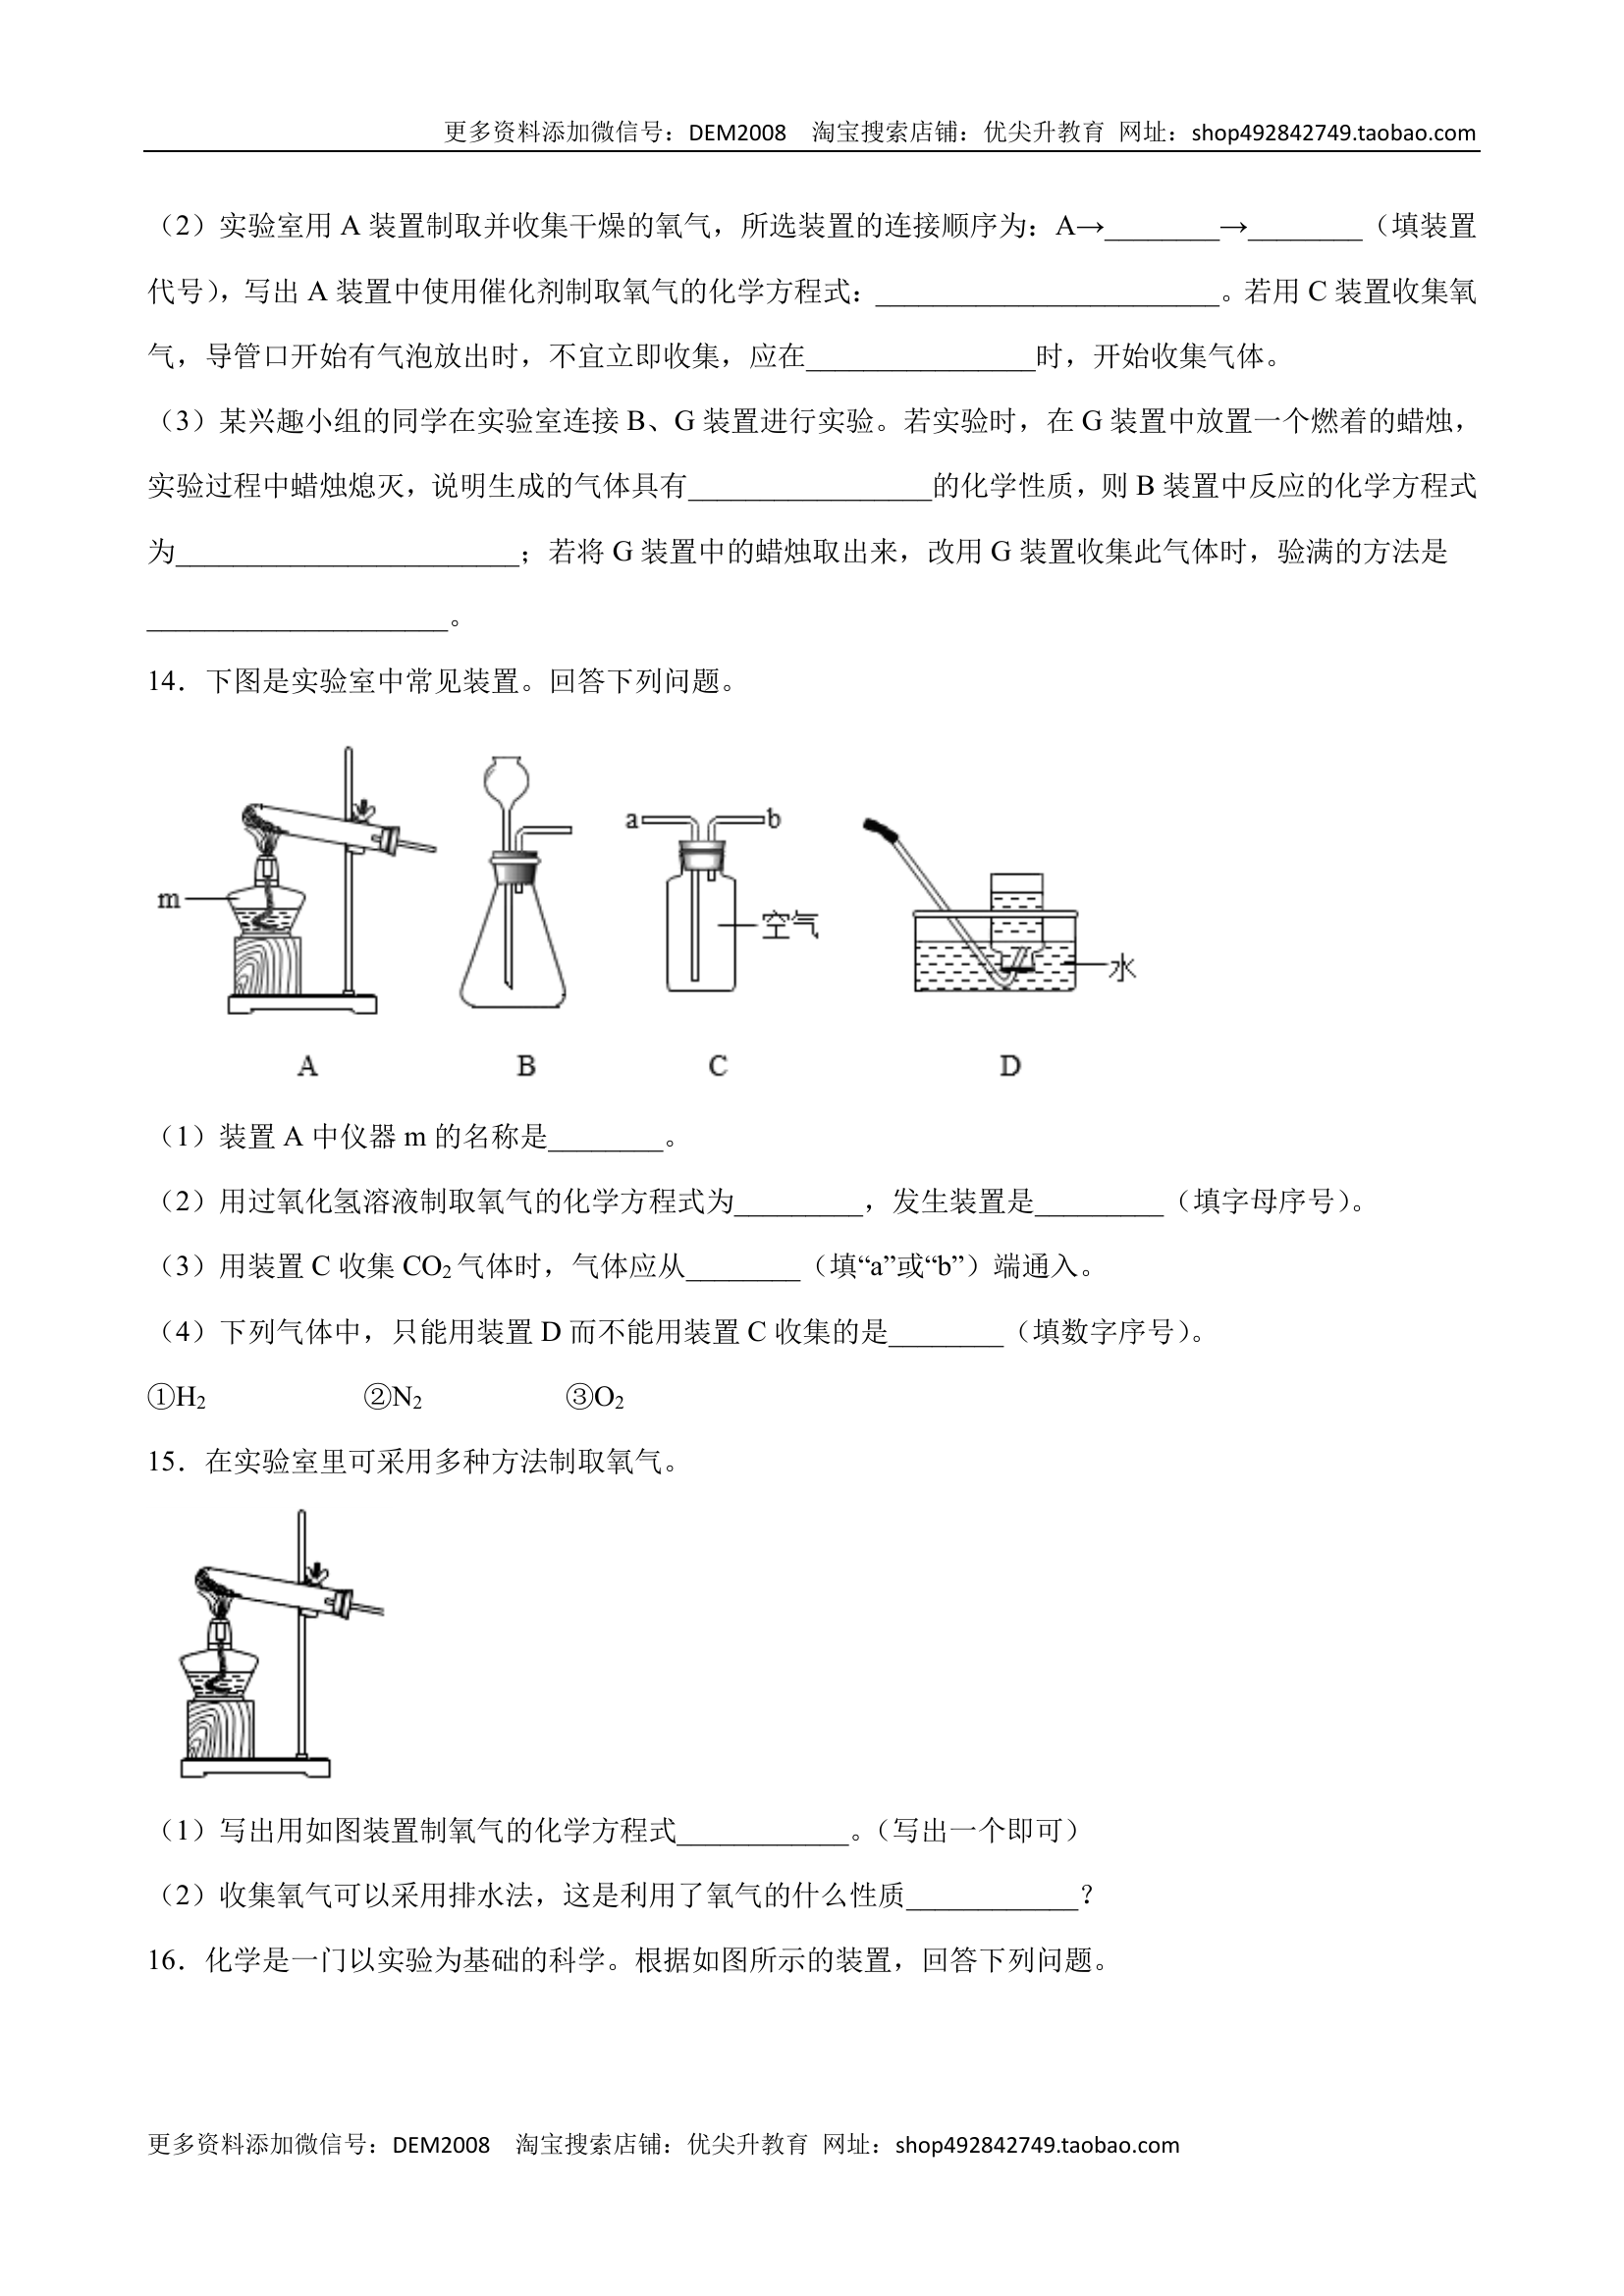 更多资料添加微信号：DEM2008 淘宝搜索店铺：优尖升教育 网址：shop492842749.taobao.com
（2）实验室用 A 装置制取并收集干燥的氧气，所选装置的连接顺序为：A→________→________（填装置
代号），写出 A 装置中使用催化剂制取氧气的化学方程式：________________________。若用 C 装置收集氧
气，导管口开始有气泡放出时，不宜立即收集，应在________________时，开始收集气体。
（3）某兴趣小组的同学在实验室连接 B、G 装置进行实验。若实验时，在 G 装置中放置一个燃着的蜡烛，
实验过程中蜡烛熄灭，说明生成的气体具有_________________的化学性质，则 B 装置中反应的化学方程式
为________________________；若将 G 装置中的蜡烛取出来，改用 G 装置收集此气体时，验满的方法是
_____________________。
14．下图是实验室中常见装置。回答下列问题。
m
a
b
空气
水
A B C D
（1）装置 A 中仪器 m 的名称是________。
（2）用过氧化氢溶液制取氧气的化学方程式为_________，发生装置是_________（填字母序号）。
（3）用装置 C 收集 CO₂ 气体时，气体应从________（填“a”或“b”）端通入。
（4）下列气体中，只能用装置 D 而不能用装置 C 收集的是________（填数字序号）。
①H₂ ②N₂ ③O₂
15．在实验室里可采用多种方法制取氧气。
（1）写出用如图装置制氧气的化学方程式____________。（写出一个即可）
（2）收集氧气可以采用排水法，这是利用了氧气的什么性质____________？
16．化学是一门以实验为基础的科学。根据如图所示的装置，回答下列问题。
更多资料添加微信号：DEM2008 淘宝搜索店铺：优尖升教育 网址：shop492842749.taobao.com